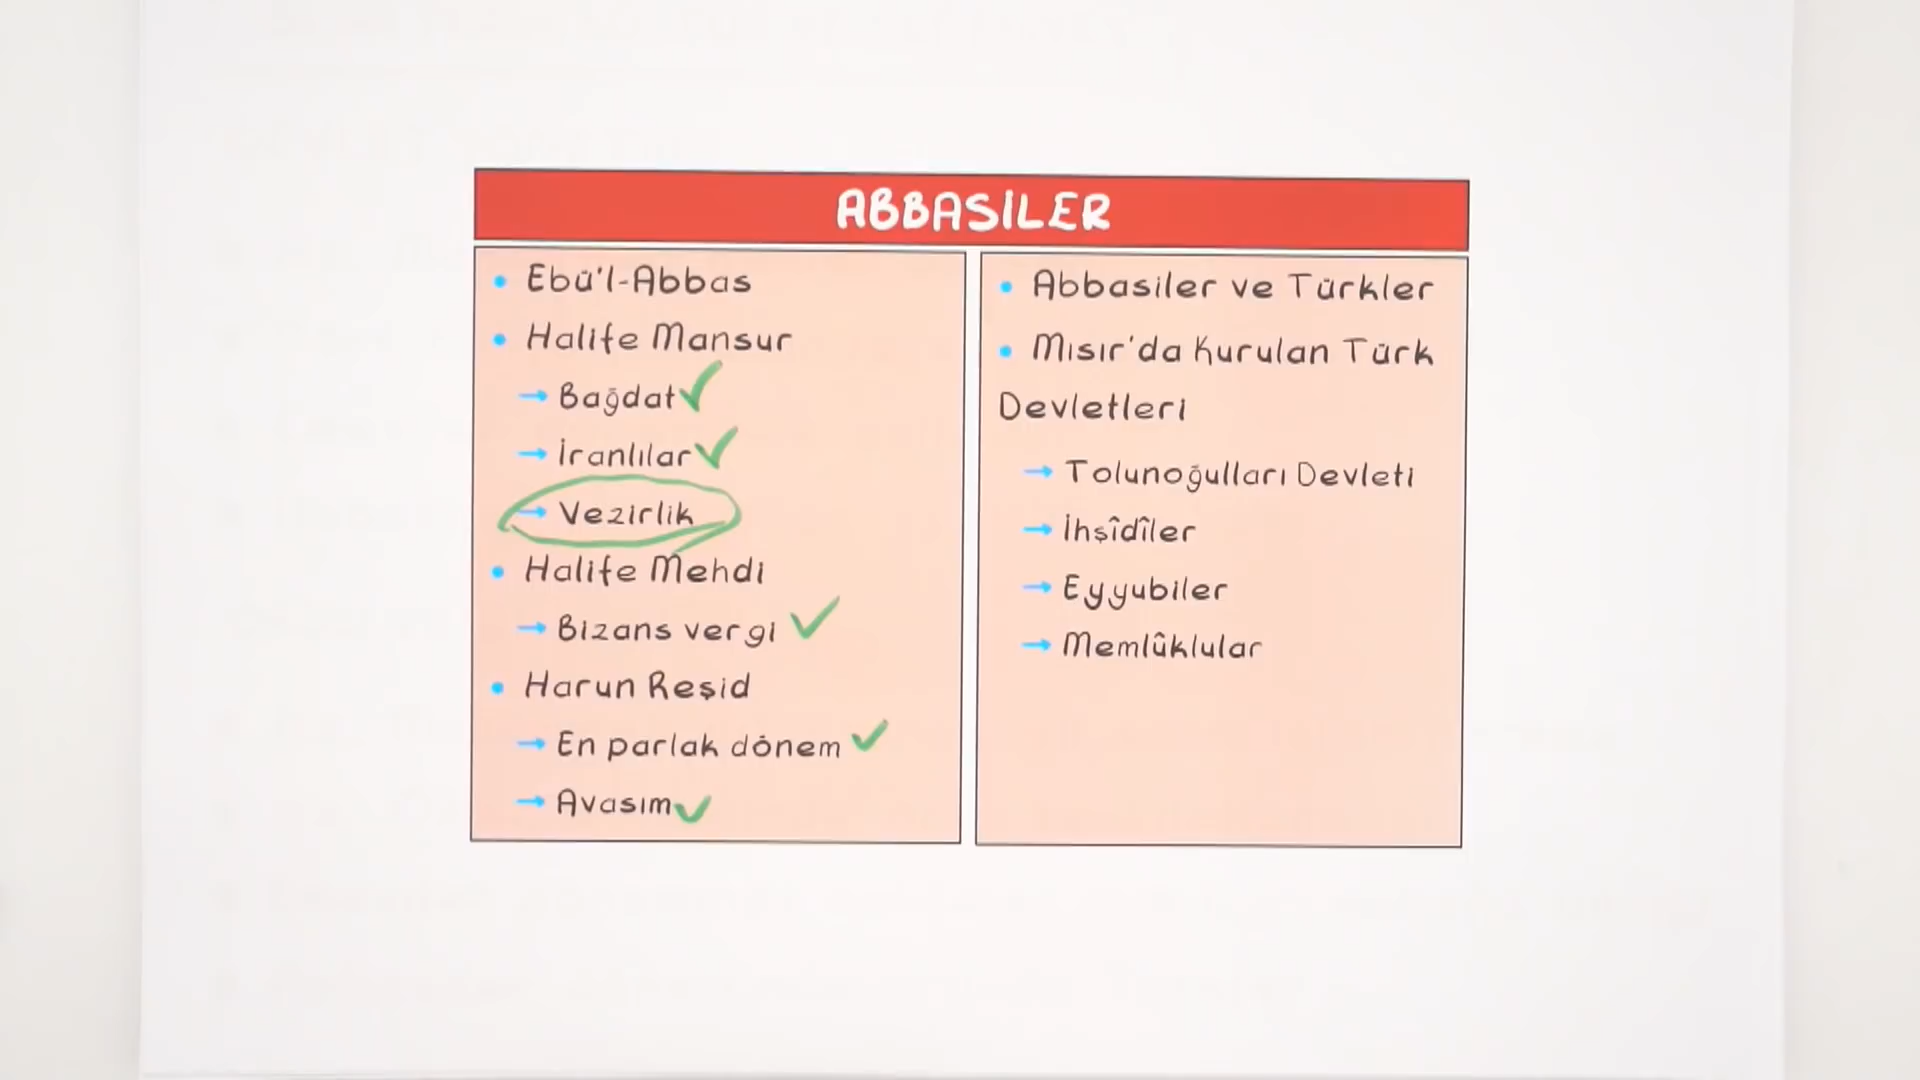 ABBASİLER
• Ebü'l-Abbas
• Halife Mansur
→ Bağdat
→ İranlılar
→ Vezirlik
• Halife Mehdi
→ Bizans vergi
• Harun Reşid
→ En parlak dönem
→ Avasım
• Abbasiler ve Türkler
• Mısır'da Kurulan Türk
Devletleri
→ Tolunoğulları Devleti
→ İhşîdîler
→ Eyyubiler
→ Memlûklular